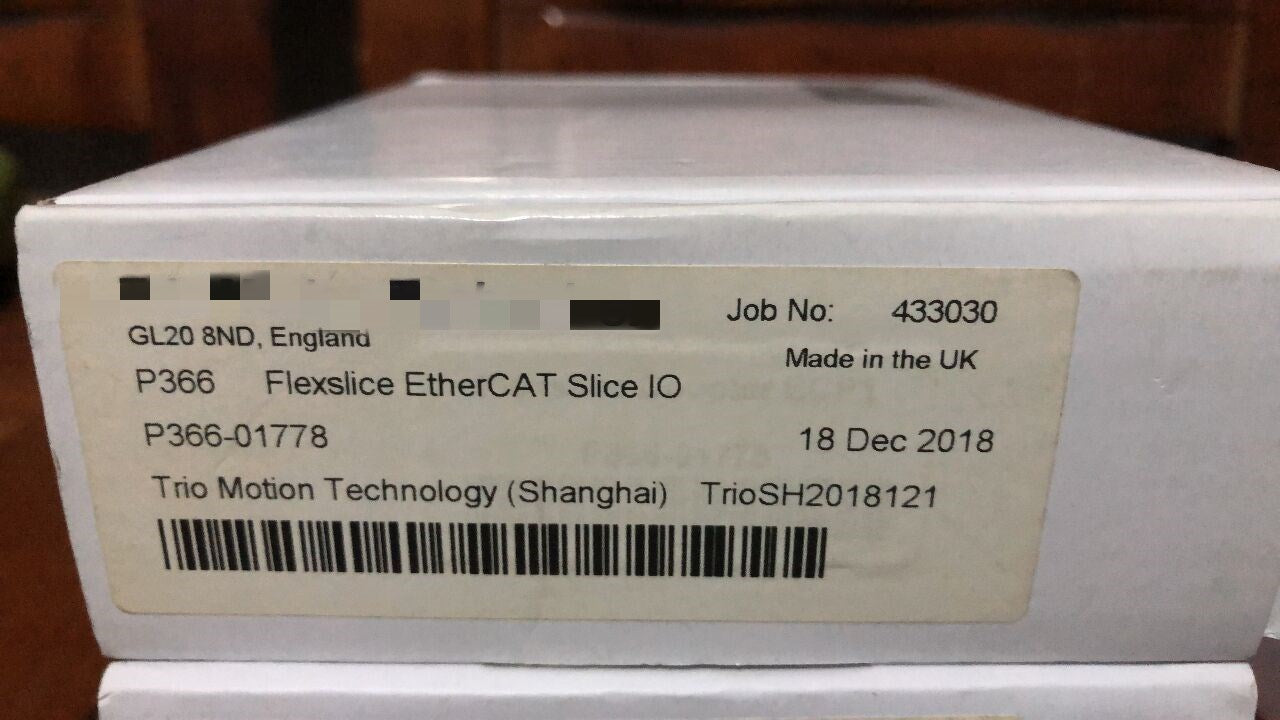 Job No: 433030
GL20 8ND, England
Made in the UK
P366 Flexslice EtherCAT Slice IO
P366-01778 18 Dec 2018
Trio Motion Technology (Shanghai) TrioSH2018121